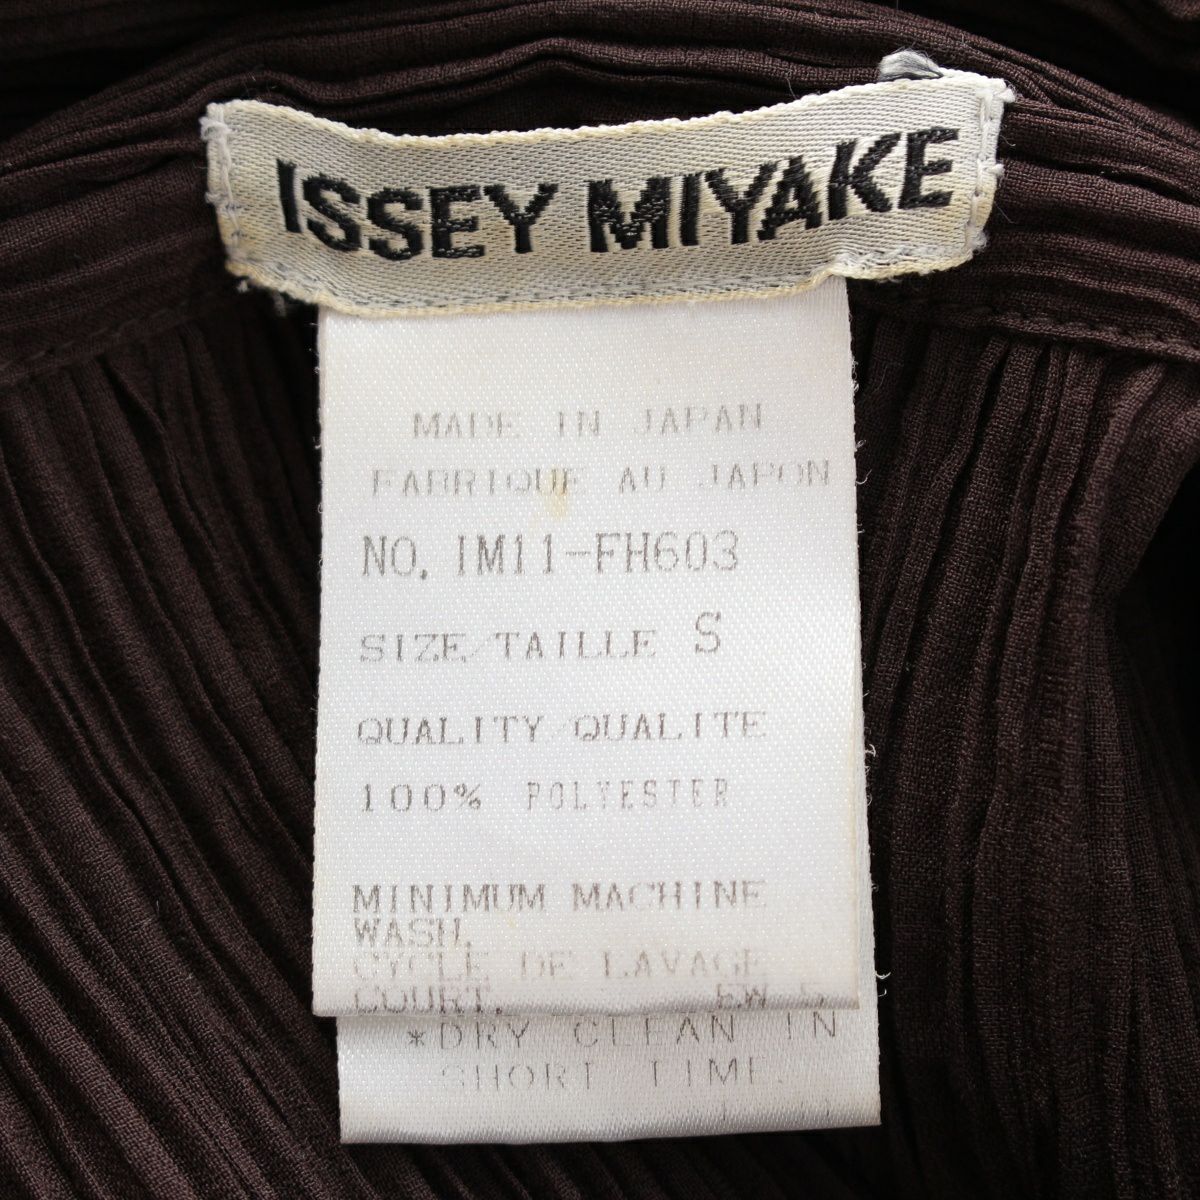 ISSEY MIYAKE
MADE IN JAPAN
FABRIQUE AU JAPON
NO. IM11-FH603
SIZE/TAILLE S
QUALITY/QUALITE
100% POLYESTER
MINIMUM MACHINE
WASH.
CYCLE DE LAVAGE
COURT.
*DRY CLEAN IN
SHORT TIME.